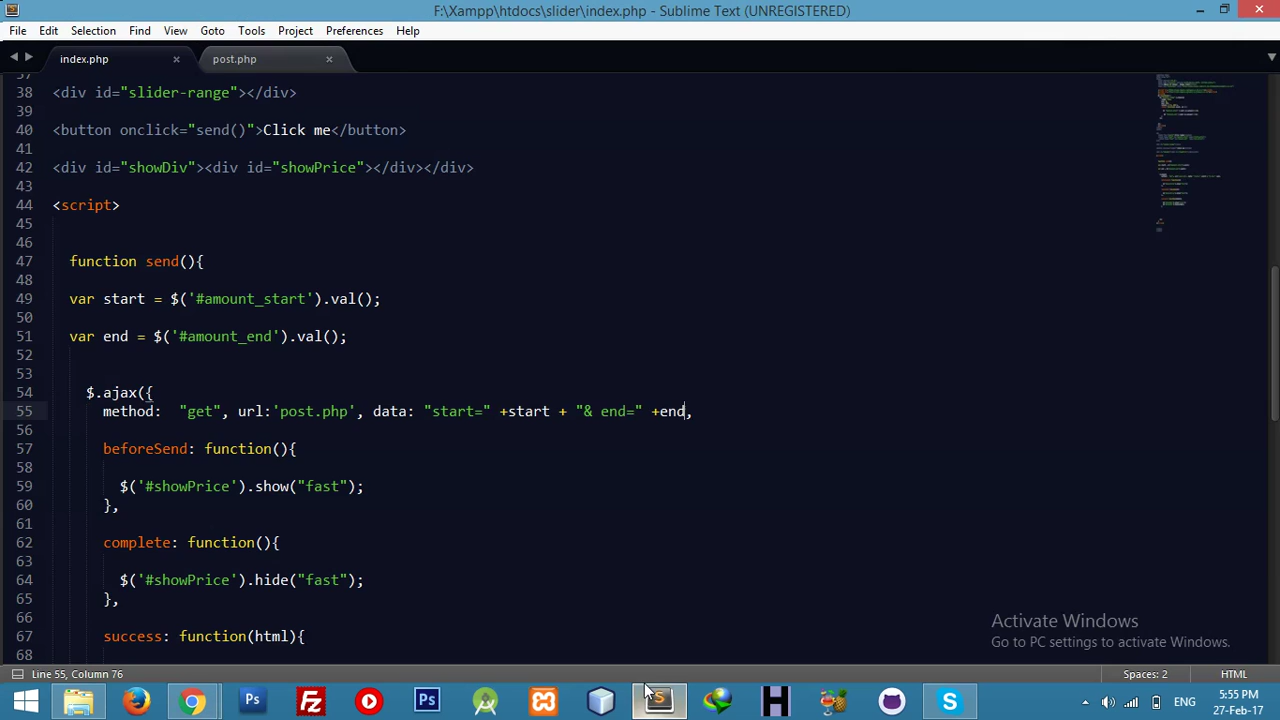 F:\Xampp\htdocs\slider\index.php - Sublime Text (UNREGISTERED)
File Edit Selection Find View Goto Tools Project Preferences Help
index.php × post.php ×
37
38 <div id="slider-range"></div>
39
40 <button onclick="send()">Click me</button>
41
42 <div id="showDiv"><div id="showPrice"></div></div>
43
44 <script>
45
46
47 function send(){
48
49 var start = $('#amount_start').val();
50
51 var end = $('#amount_end').val();
52
53
54 $.ajax({
55 method: "get", url:'post.php', data: "start=" +start + "& end=" +end,
56
57 beforeSend: function(){
58
59 $('#showPrice').show("fast");
60 },
61
62 complete: function(){
63
64 $('#showPrice').hide("fast");
65 },
66
67 success: function(html){
68
Activate Windows
Go to PC settings to activate Windows.
Line 55, Column 76 Spaces: 2 HTML
Ps Fz Ps S H S ENG 5:55 PM
27-Feb-17